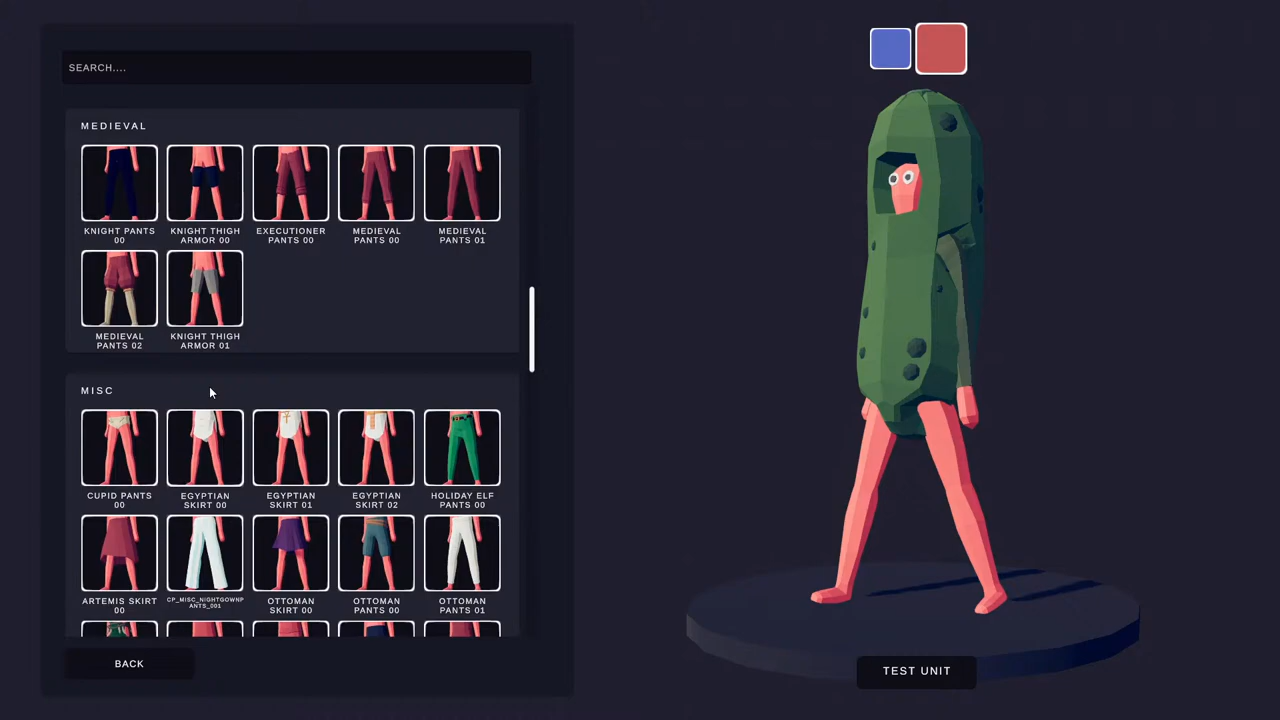 SEARCH....
MEDIEVAL
KNIGHT PANTS
00
KNIGHT THIGH
ARMOR 00
EXECUTIONER
PANTS 00
MEDIEVAL
PANTS 00
MEDIEVAL
PANTS 01
MEDIEVAL
PANTS 02
KNIGHT THIGH
ARMOR 01
MISC
CUPID PANTS
00
EGYPTIAN
SKIRT 00
EGYPTIAN
SKIRT 01
EGYPTIAN
SKIRT 02
HOLIDAY ELF
PANTS 00
ARTEMIS SKIRT
00
CP_MISC_NIGHTGOWNP
ANTS_001
OTTOMAN
SKIRT 00
OTTOMAN
PANTS 00
OTTOMAN
PANTS 01
BACK
TEST UNIT